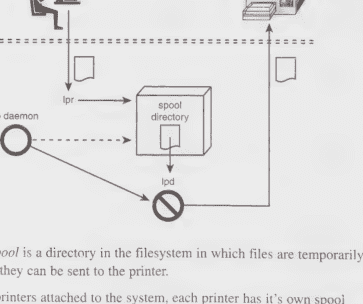 lpr
spool
directory
daemon
lpd
pool is a directory in the filesystem in which files are temporarily
they can be sent to the printer.
printers attached to the system, each printer has it's own spool